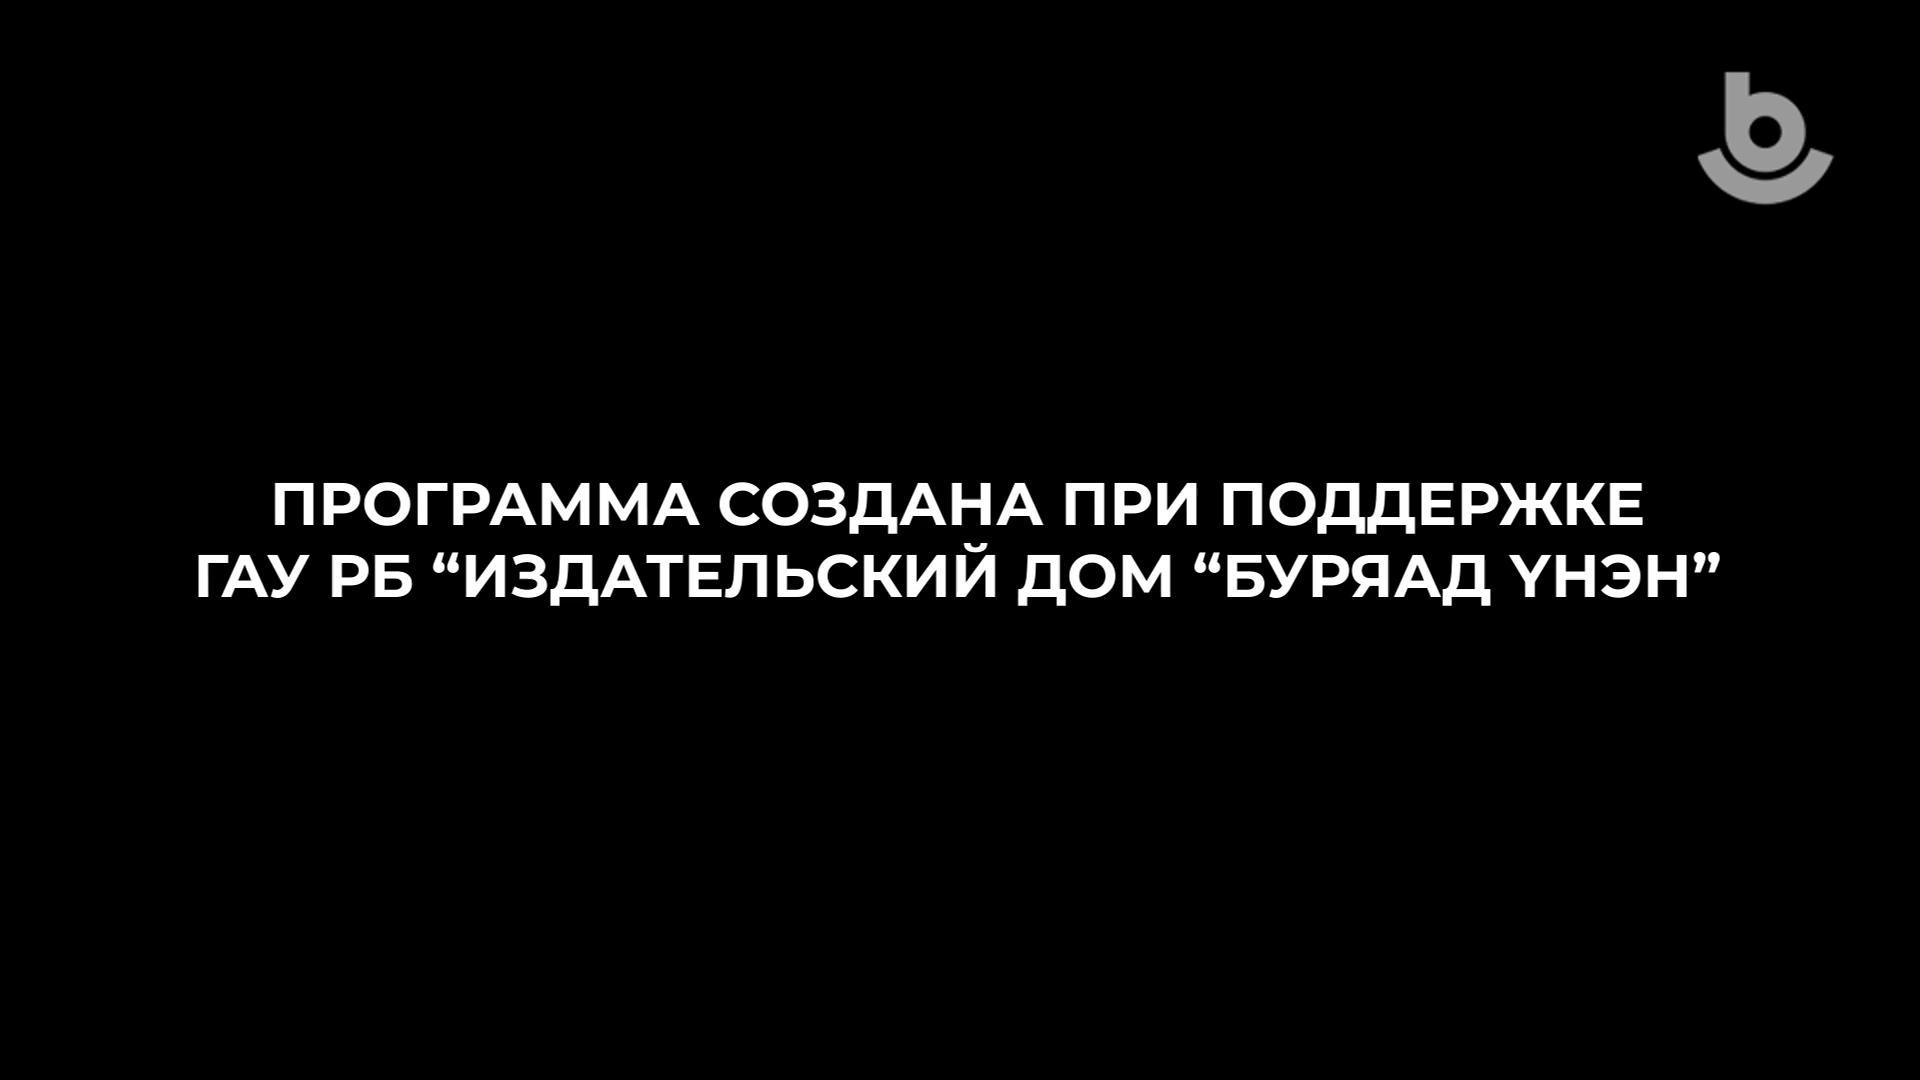 b
ПРОГРАММА СОЗДАНА ПРИ ПОДДЕРЖКЕ
ГАУ РБ “ИЗДАТЕЛЬСКИЙ ДОМ “БУРЯАД ҮНЭН”